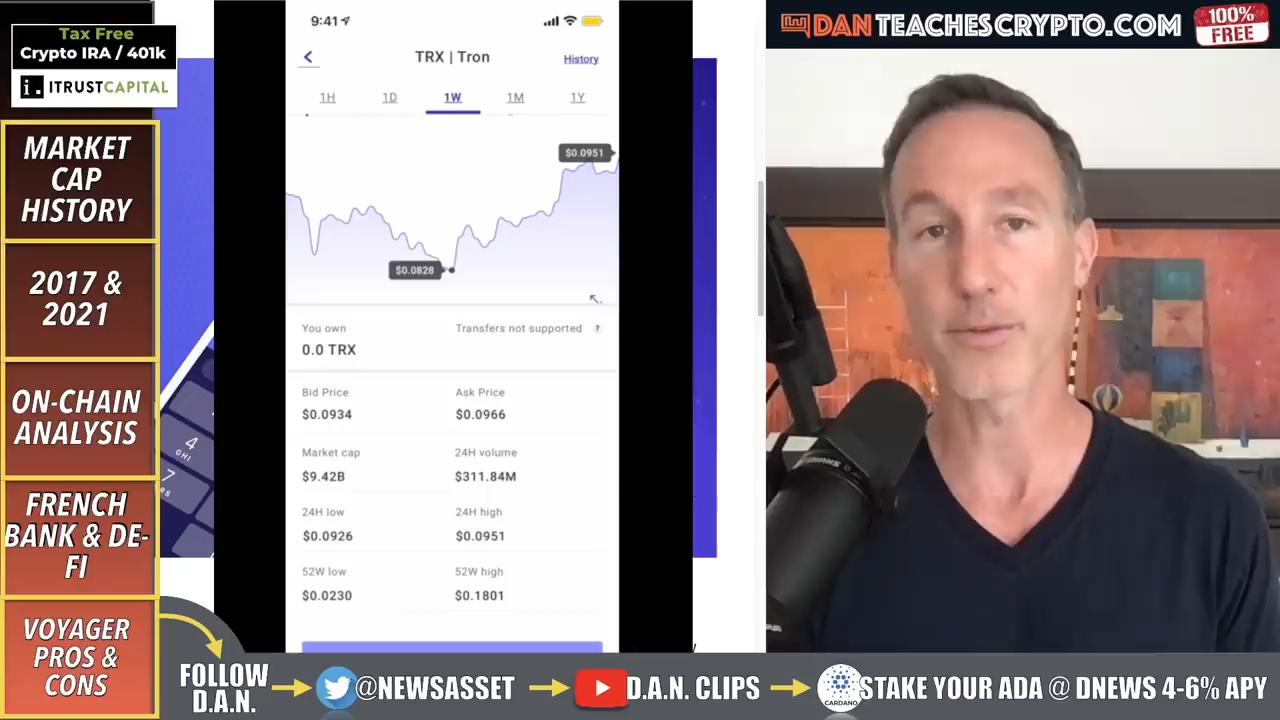 Tax Free
Crypto IRA / 401k
ITRUSTCAPITAL
MARKET
CAP
HISTORY
2017 &
2021
ON-CHAIN
ANALYSIS
FRENCH
BANK & DE-
FI
VOYAGER
PROS &
CONS
9:41
TRX | Tron
History
1H 1D 1W 1M 1Y
$0.0951
$0.0828
You own Transfers not supported ?
0.0 TRX
Bid Price Ask Price
$0.0934 $0.0966
Market cap 24H volume
$9.42B $311.84M
24H low 24H high
$0.0926 $0.0951
52W low 52W high
$0.0230 $0.1801
4
GHI
7
DANTEACHESCRYPTO.COM
100%
FREE
FOLLOW
D.A.N.
@NEWSASSET
D.A.N. CLIPS
CARDANO
STAKE YOUR ADA @ DNEWS 4-6% APY